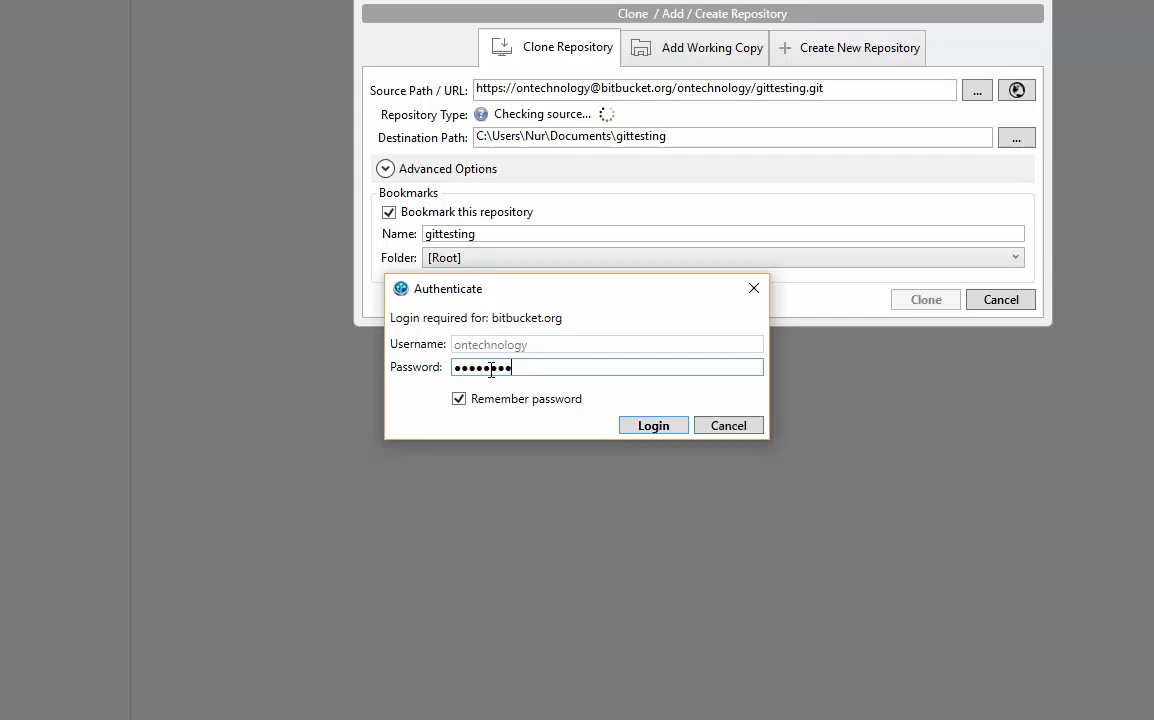 Clone / Add / Create Repository
Clone Repository
Add Working Copy
Create New Repository
Source Path / URL: https://ontechnology@bitbucket.org/ontechnology/gittesting.git ...
Repository Type: ? Checking source...
Destination Path: C:\Users\Nur\Documents\gittesting ...
Advanced Options
Bookmarks
Bookmark this repository
Name: gittesting
Folder: [Root]
Clone Cancel
Authenticate
Login required for: bitbucket.org
Username: ontechnology
Password: ●●●●●●●●
Remember password
Login Cancel